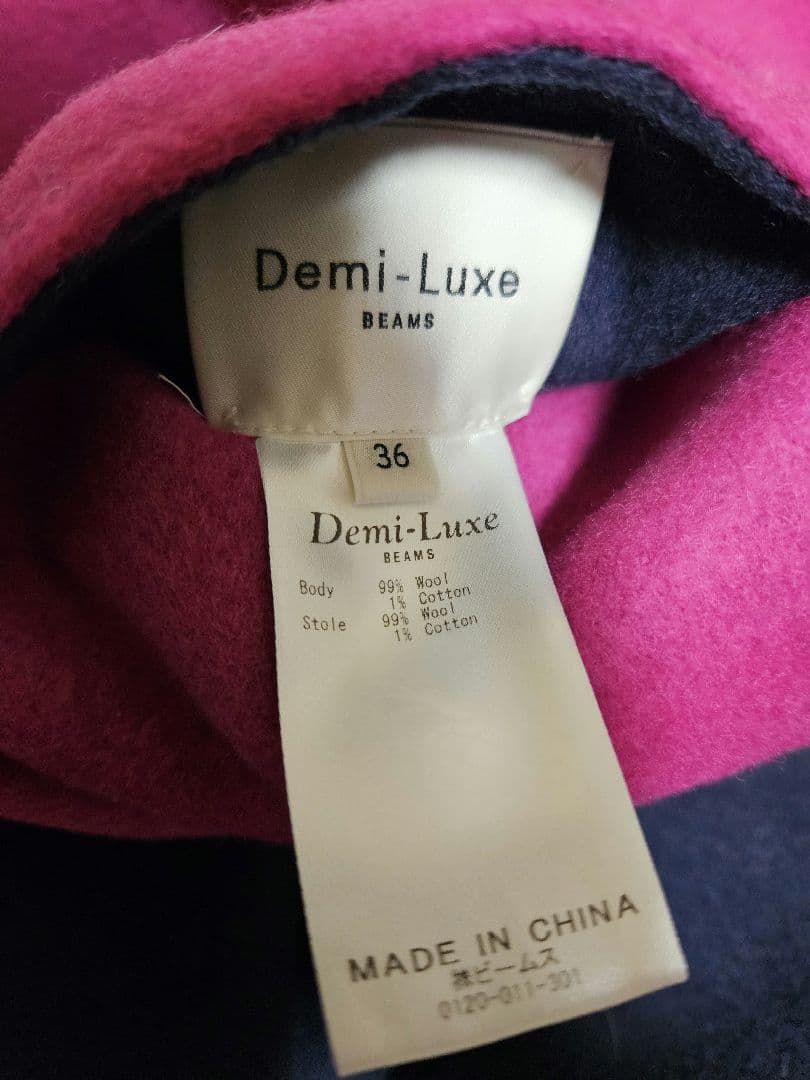 Demi-Luxe
BEAMS
36
Demi-Luxe
BEAMS
Body 99% Wool
1% Cotton
Stole 99% Wool
1% Cotton
MADE IN CHINA
㈱ビームス
0120-011-301